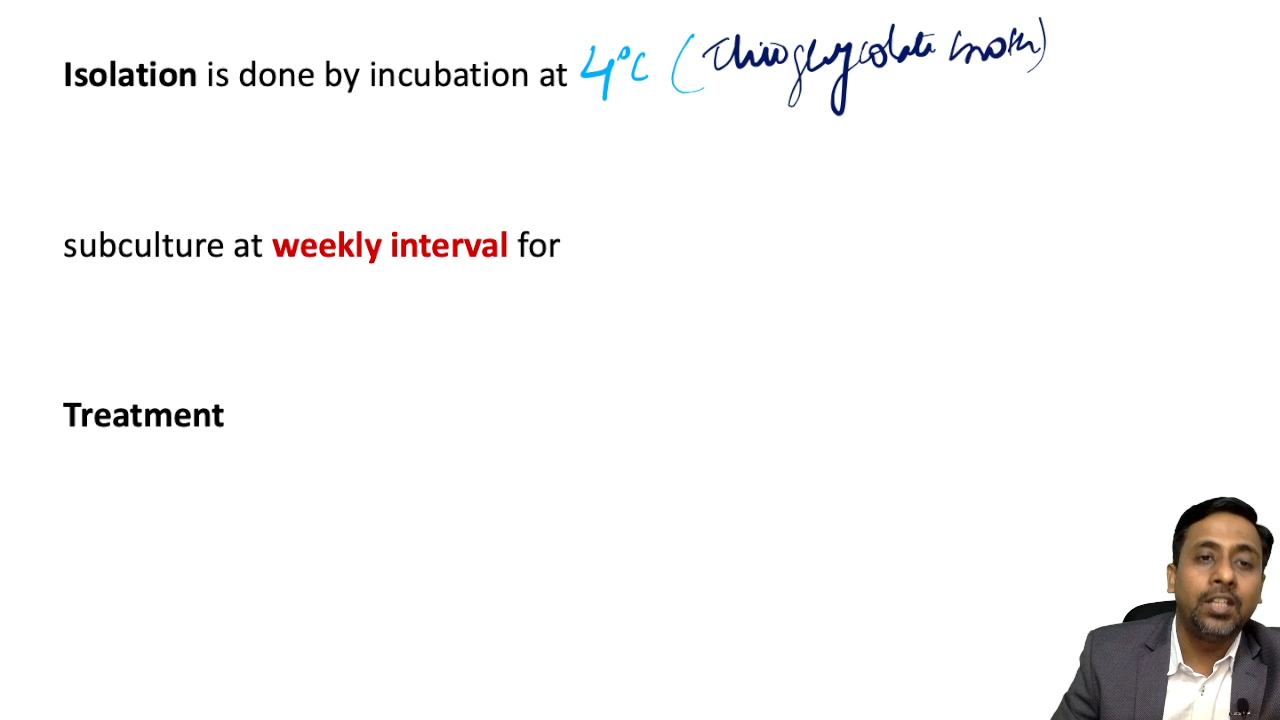 Isolation is done by incubation at 4°C (Thioglycolate broth)
subculture at weekly interval for
Treatment